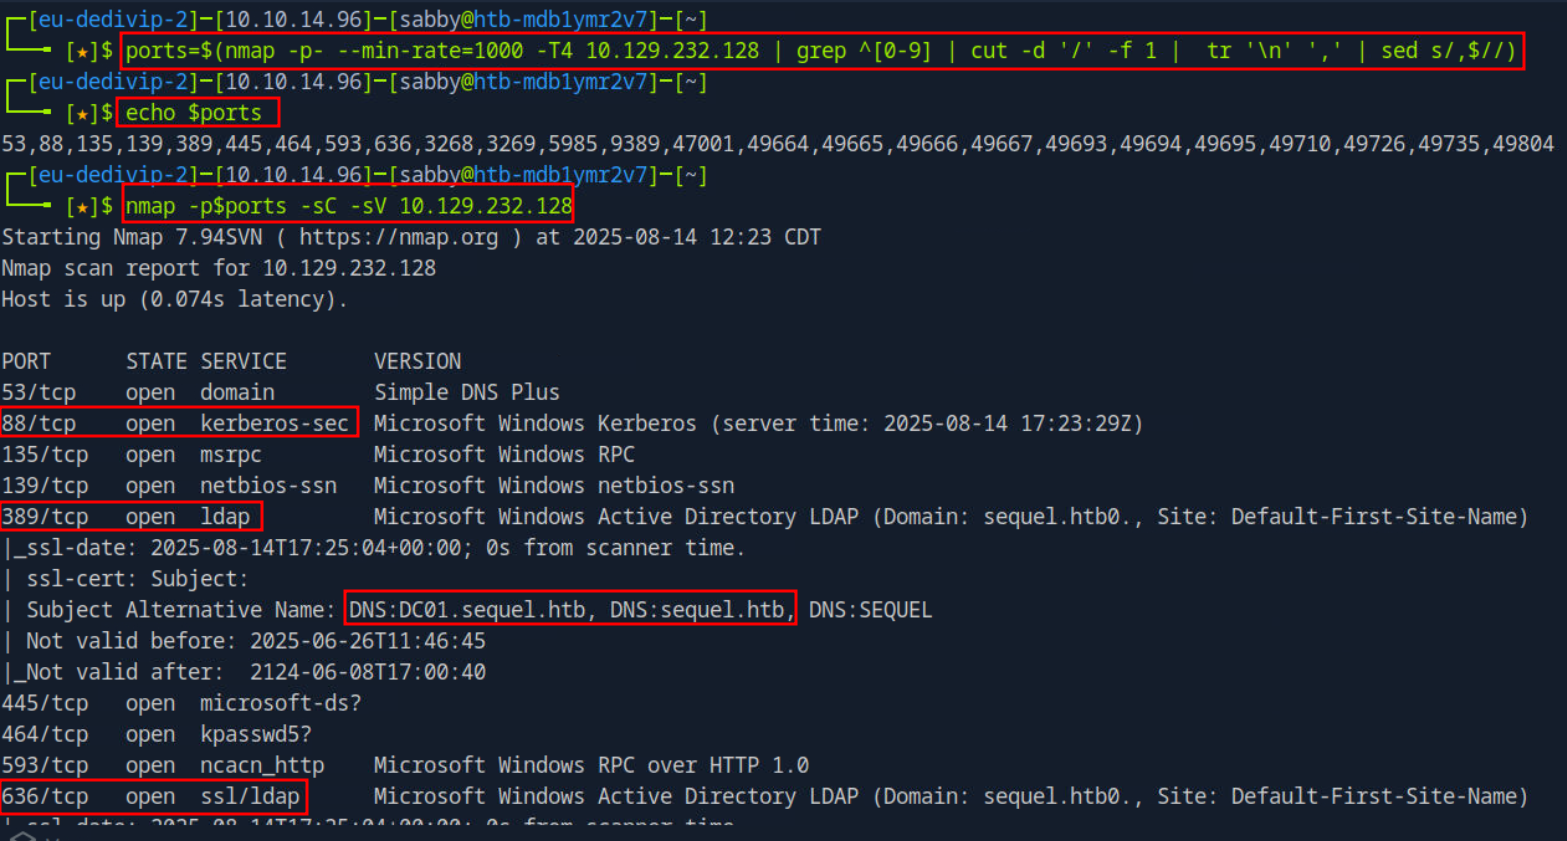 [eu-dedivip-2]─[10.10.14.96]─[sabby@htb-mdb1ymr2v7]─[~]
[★]$ ports=$(nmap -p- --min-rate=1000 -T4 10.129.232.128 | grep ^[0-9] | cut -d '/' -f 1 |  tr '\n' ',' | sed s/,$//)
[eu-dedivip-2]─[10.10.14.96]─[sabby@htb-mdb1ymr2v7]─[~]
[★]$ echo $ports
53,88,135,139,389,445,464,593,636,3268,3269,5985,9389,47001,49664,49665,49666,49667,49693,49694,49695,49710,49726,49735,49804
[eu-dedivip-2]─[10.10.14.96]─[sabby@htb-mdb1ymr2v7]─[~]
[★]$ nmap -p$ports -sC -sV 10.129.232.128
Starting Nmap 7.94SVN ( https://nmap.org ) at 2025-08-14 12:23 CDT
Nmap scan report for 10.129.232.128
Host is up (0.074s latency).
PORT      STATE SERVICE       VERSION
53/tcp    open  domain        Simple DNS Plus
88/tcp    open  kerberos-sec  Microsoft Windows Kerberos (server time: 2025-08-14 17:23:29Z)
135/tcp   open  msrpc         Microsoft Windows RPC
139/tcp   open  netbios-ssn   Microsoft Windows netbios-ssn
389/tcp   open  ldap          Microsoft Windows Active Directory LDAP (Domain: sequel.htb0., Site: Default-First-Site-Name)
|_ssl-date: 2025-08-14T17:25:04+00:00; 0s from scanner time.
| ssl-cert: Subject:
| Subject Alternative Name: DNS:DC01.sequel.htb, DNS:sequel.htb, DNS:SEQUEL
| Not valid before: 2025-06-26T11:46:45
|_Not valid after:  2124-06-08T17:00:40
445/tcp   open  microsoft-ds?
464/tcp   open  kpasswd5?
593/tcp   open  ncacn_http    Microsoft Windows RPC over HTTP 1.0
636/tcp   open  ssl/ldap      Microsoft Windows Active Directory LDAP (Domain: sequel.htb0., Site: Default-First-Site-Name)
| ssl-date: 2025-08-14T17:25:04+00:00; 0s from scanner time.